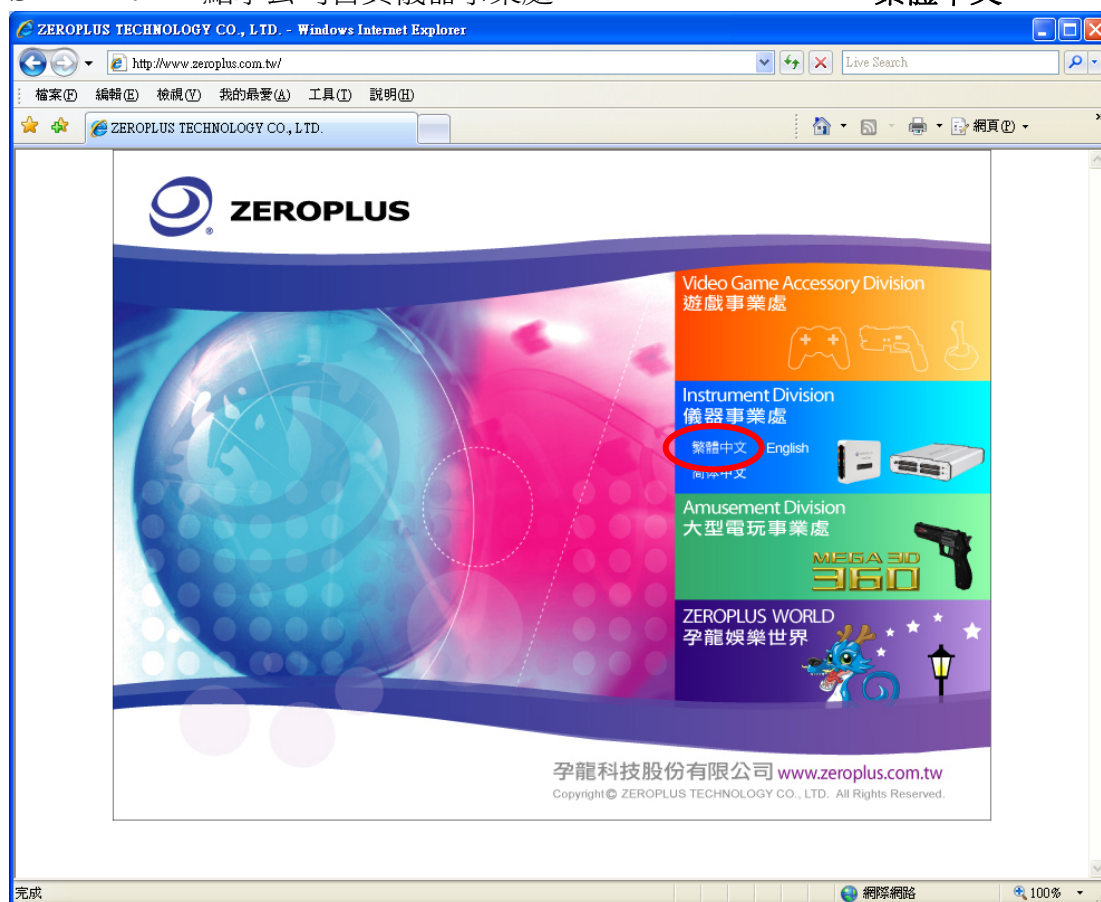 ZEROPLUS TECHNOLOGY CO., LTD. - Windows Internet Explorer
http://www.zeroplus.com.tw/
Live Search
檔案(F) 編輯(E) 檢視(V) 我的最愛(A) 工具(T) 說明(H)
ZEROPLUS TECHNOLOGY CO., LTD.
網頁(P)
ZEROPLUS
Video Game Accessory Division
遊戲事業處
Instrument Division
儀器事業處
繁體中文 English
简体中文
Amusement Division
大型電玩事業處
MEGA 3D
360
ZEROPLUS WORLD
孕龍娛樂世界
孕龍科技股份有限公司 www.zeroplus.com.tw
Copyright© ZEROPLUS TECHNOLOGY CO., LTD. All Rights Reserved.
完成 網際網路 100%